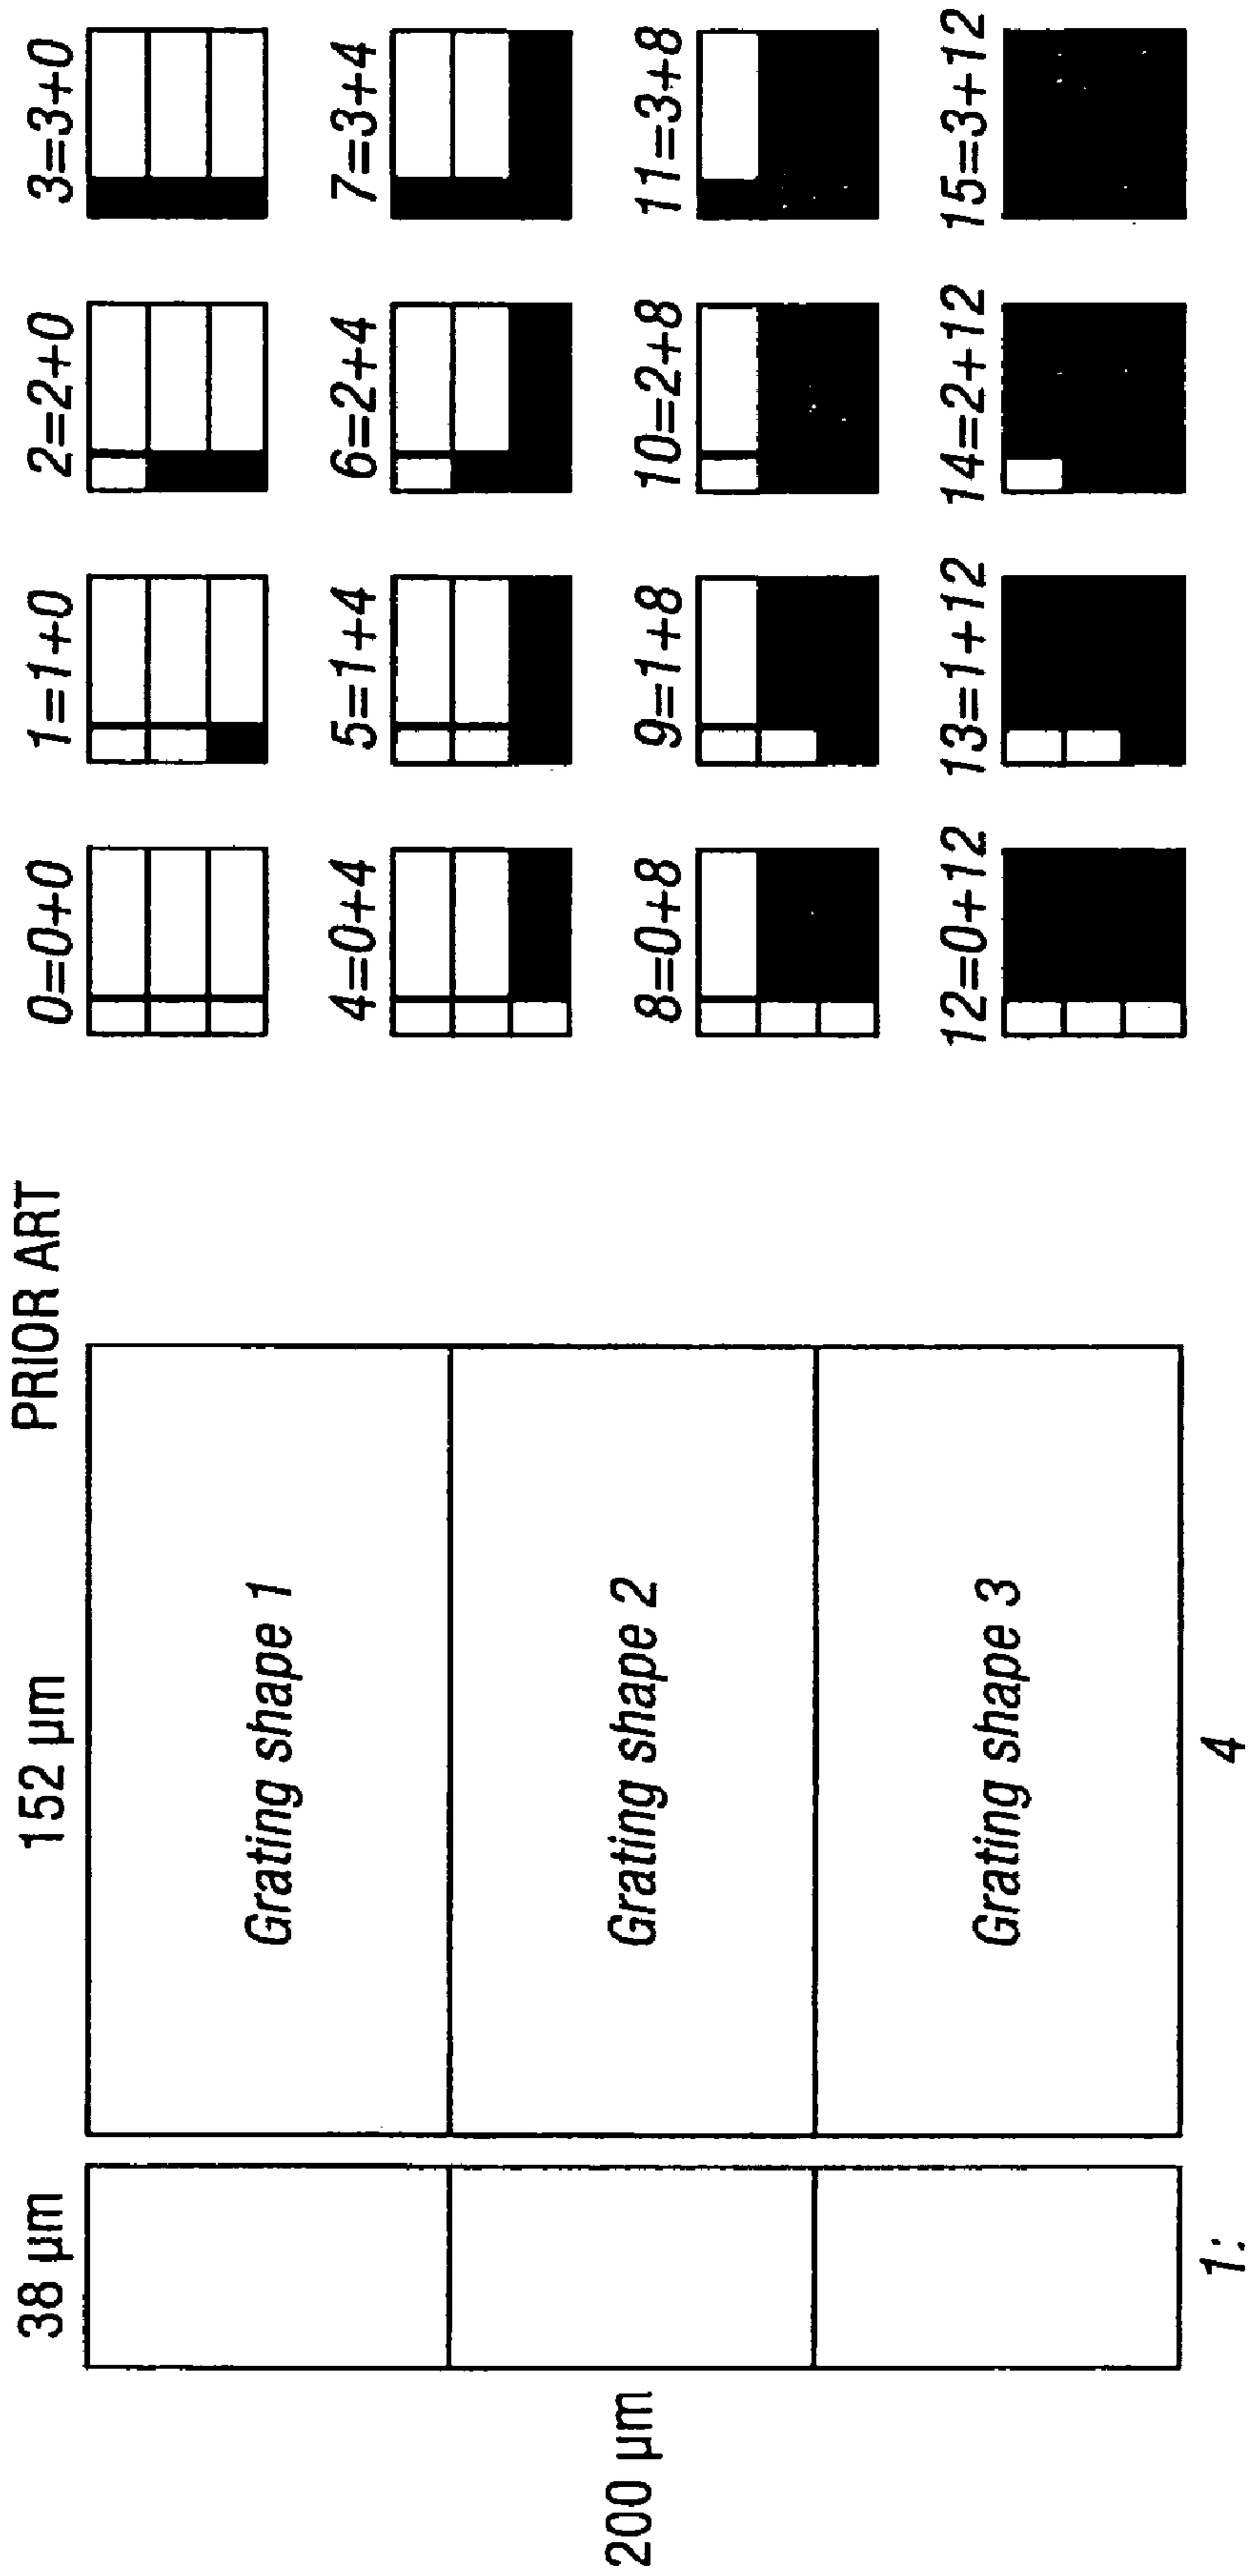 PRIOR ART
38 µm
152 µm
200 µm
Grating shape 1
Grating shape 2
Grating shape 3
1:
4
0=0+0
1=1+0
2=2+0
3=3+0
4=0+4
5=1+4
6=2+4
7=3+4
8=0+8
9=1+8
10=2+8
11=3+8
12=0+12
13=1+12
14=2+12
15=3+12